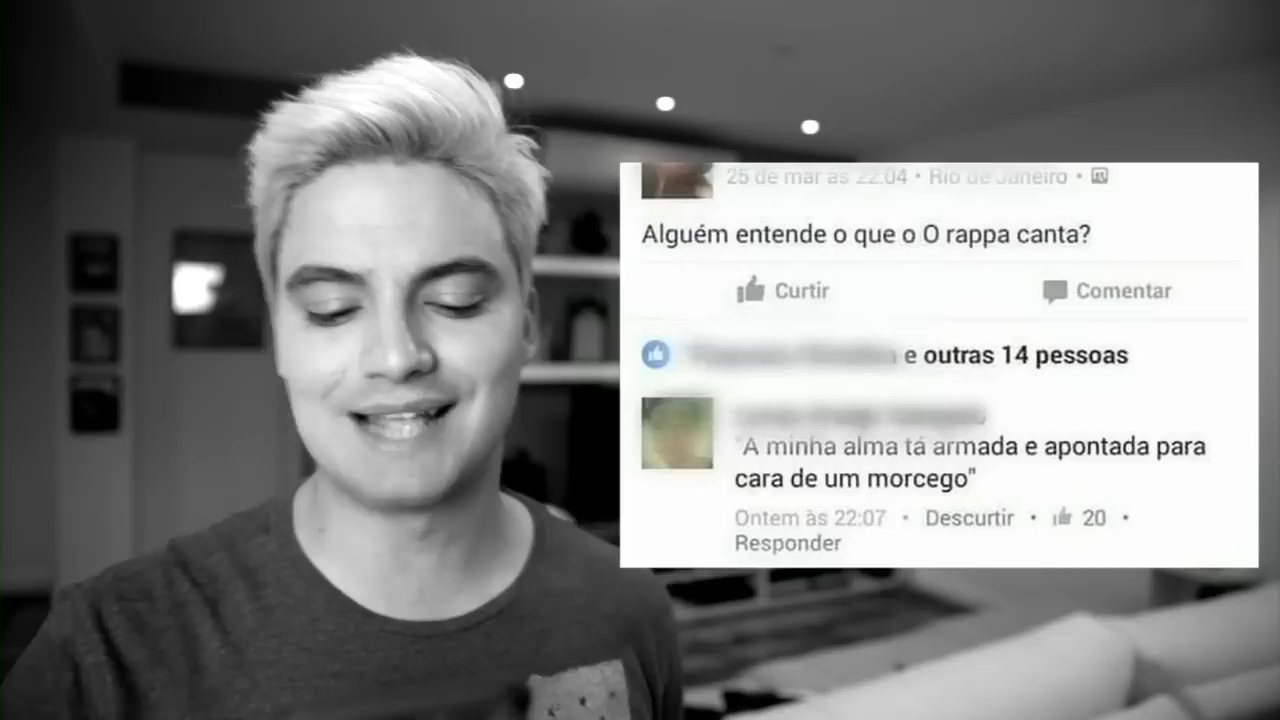 25 de mar às 22:04 • Rio de Janeiro •
Alguém entende o que o O rappa canta?
Curtir
Comentar
e outras 14 pessoas
"A minha alma tá armada e apontada para
cara de um morcego"
Ontem às 22:07 • Descurtir • 20 •
Responder